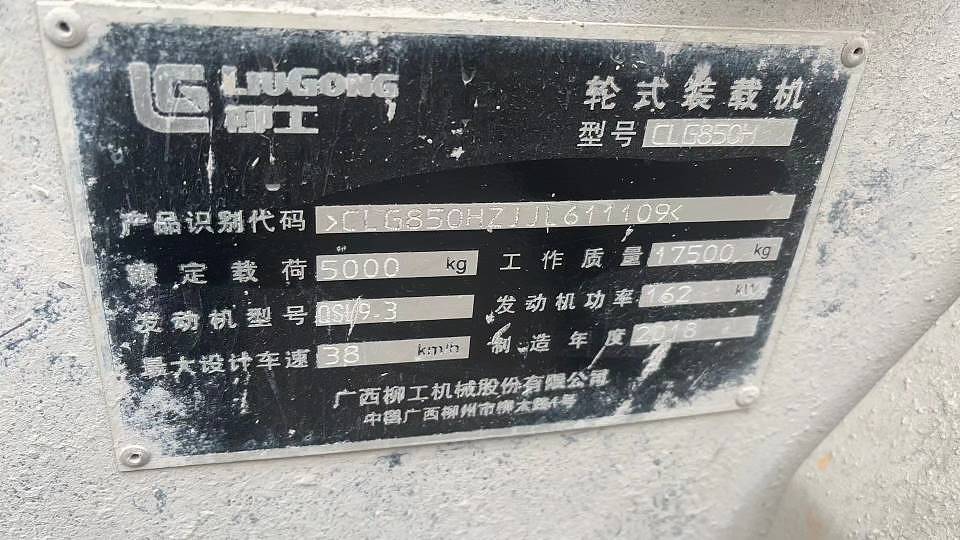 LG LIUGONG
柳工
轮式装载机
型号 CLG850H
产品识别代码 >CLG850HZJJL611109<
额定载荷 5000 kg 工作质量 17500 kg
发动机型号 9.3 发动机功率 162 kW
最大设计车速 38 km/h 制造年度 2018
广西柳工机械股份有限公司
中国广西柳州市柳太路1号